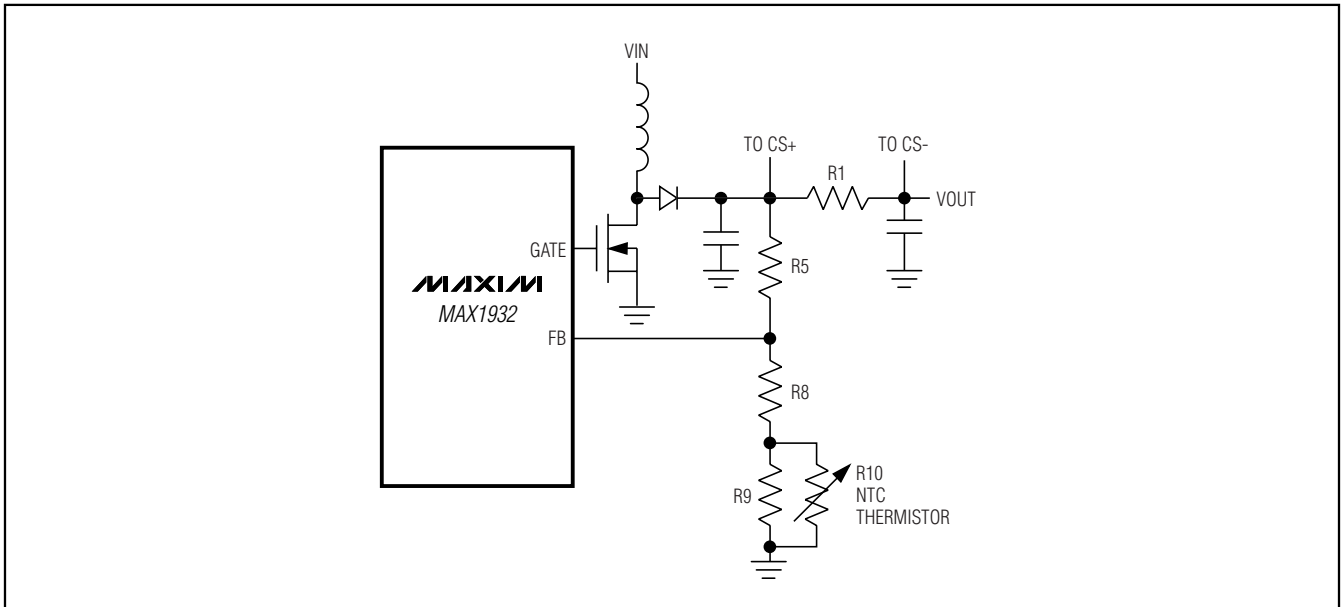 VIN
TO CS+
TO CS-
R1
VOUT
GATE
R5
MAXIM
MAX1932
FB
R8
R9
R10
NTC
THERMISTOR